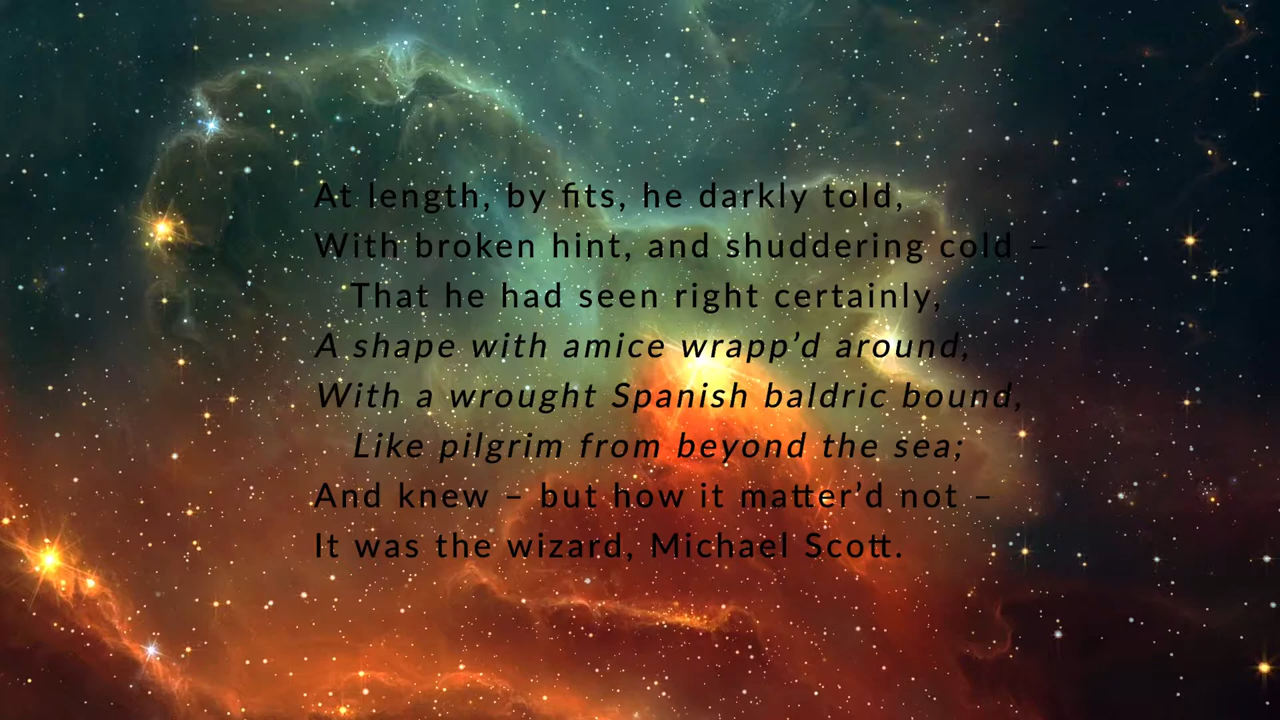 At length, by fits, he darkly told,
With broken hint, and shuddering cold –
That he had seen right certainly,
A shape with amice wrapp’d around,
With a wrought Spanish baldric bound,
Like pilgrim from beyond the sea;
And knew – but how it matter’d not –
It was the wizard, Michael Scott.